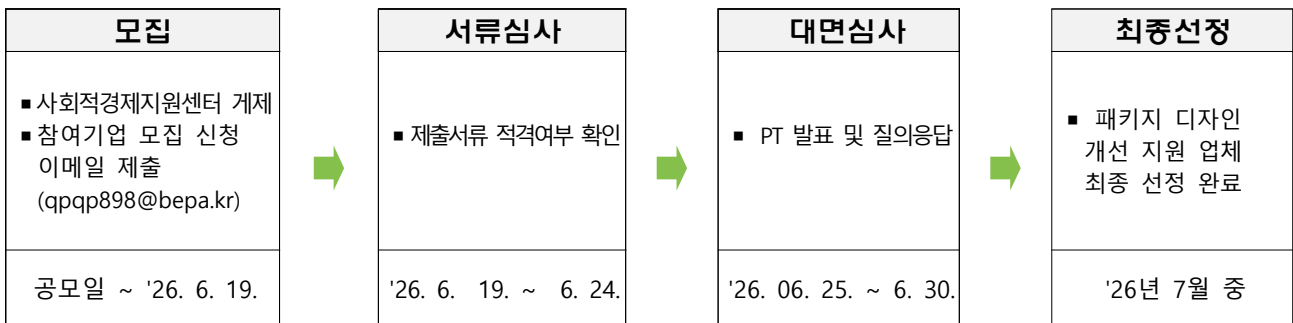 모집
■ 사회적경제지원센터 게제
■ 참여기업 모집 신청
이메일 제출
(qpqp898@bepa.kr)
공모일 ~ '26. 6. 19.
서류심사
■ 제출서류 적격여부 확인
'26. 6. 19. ~ 6. 24.
대면심사
■ PT 발표 및 질의응답
'26. 06. 25. ~ 6. 30.
최종선정
■ 패키지 디자인
개선 지원 업체
최종 선정 완료
'26년 7월 중